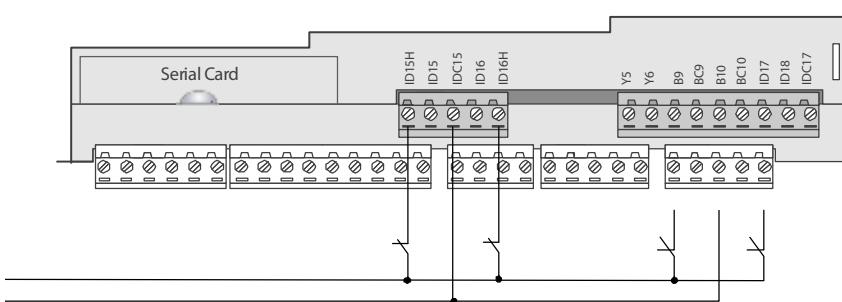 Serial Card
ID15H
ID15
IDC15
ID16
ID16H
Y5
Y6
B9
BC9
B10
BC10
ID17
ID18
IDC17